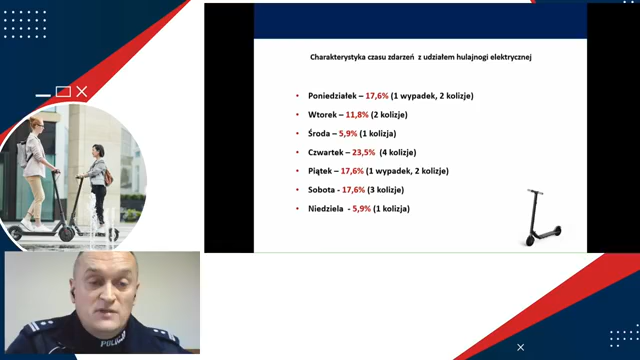 Charakterystyka czasu zdarzeń z udziałem hulajnogi elektrycznej
• Poniedziałek – 17,6% (1 wypadek, 2 kolizje)
• Wtorek – 11,8% (2 kolizje)
• Środa – 5,9% (1 kolizja)
• Czwartek – 23,5% (4 kolizje)
• Piątek – 17,6% (1 wypadek, 2 kolizje)
• Sobota - 17,6% (3 kolizje)
• Niedziela - 5,9% (1 kolizja)